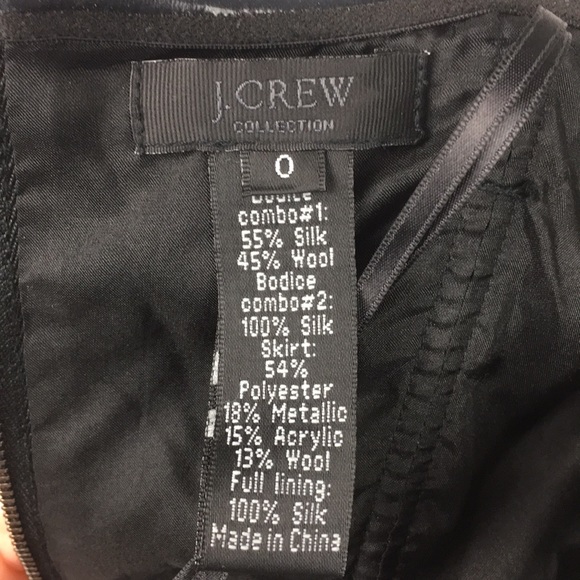 J.CREW
COLLECTION
0
Bodice
combo#1:
55% Silk
45% Wool
Bodice
combo#2:
100% Silk
Skirt:
54%
Polyester
18% Metallic
15% Acrylic
13% Wool
Full lining:
100% Silk
Made in China